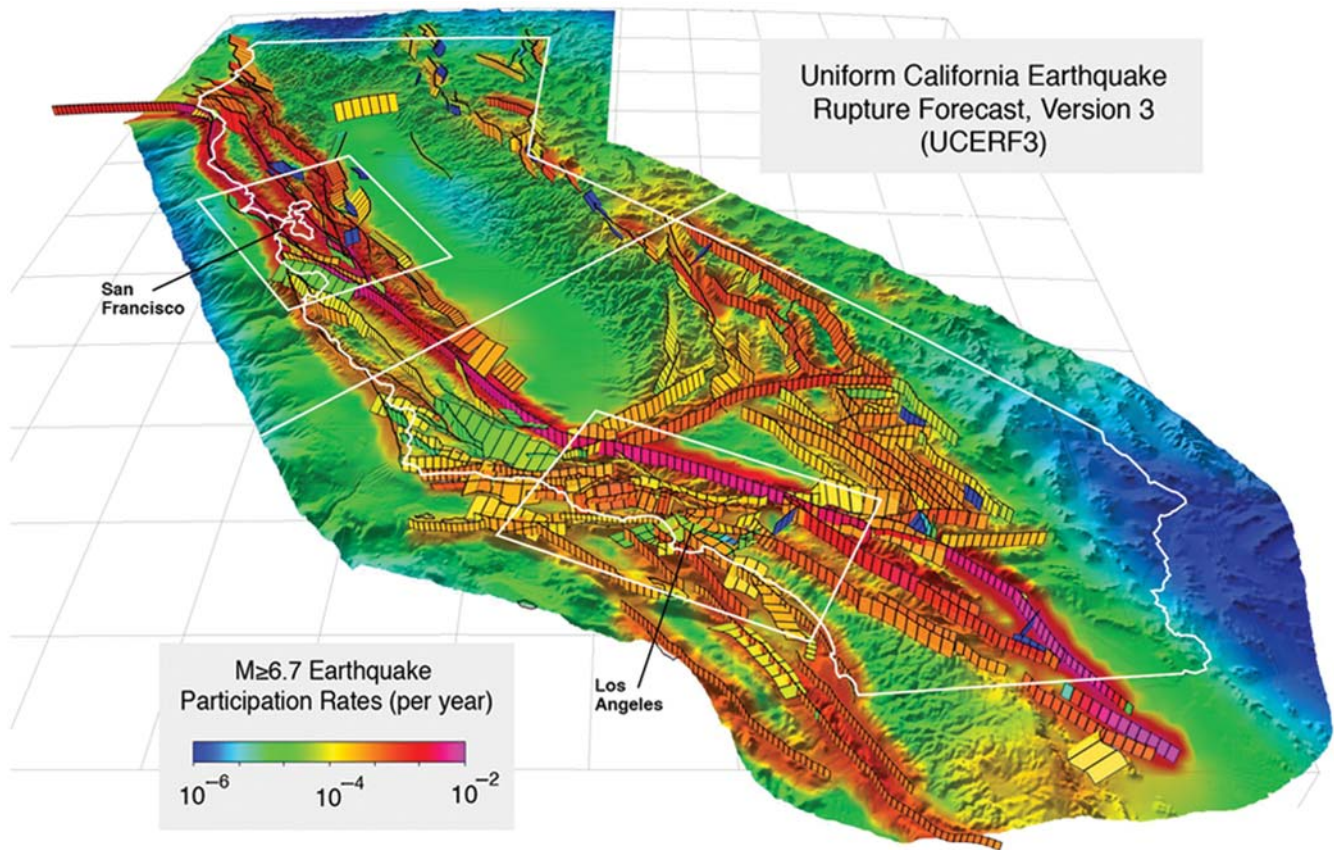 Uniform California Earthquake
Rupture Forecast, Version 3
(UCERF3)
San
Francisco
Los
Angeles
M≥6.7 Earthquake
Participation Rates (per year)
10⁻⁶ 10⁻⁴ 10⁻²